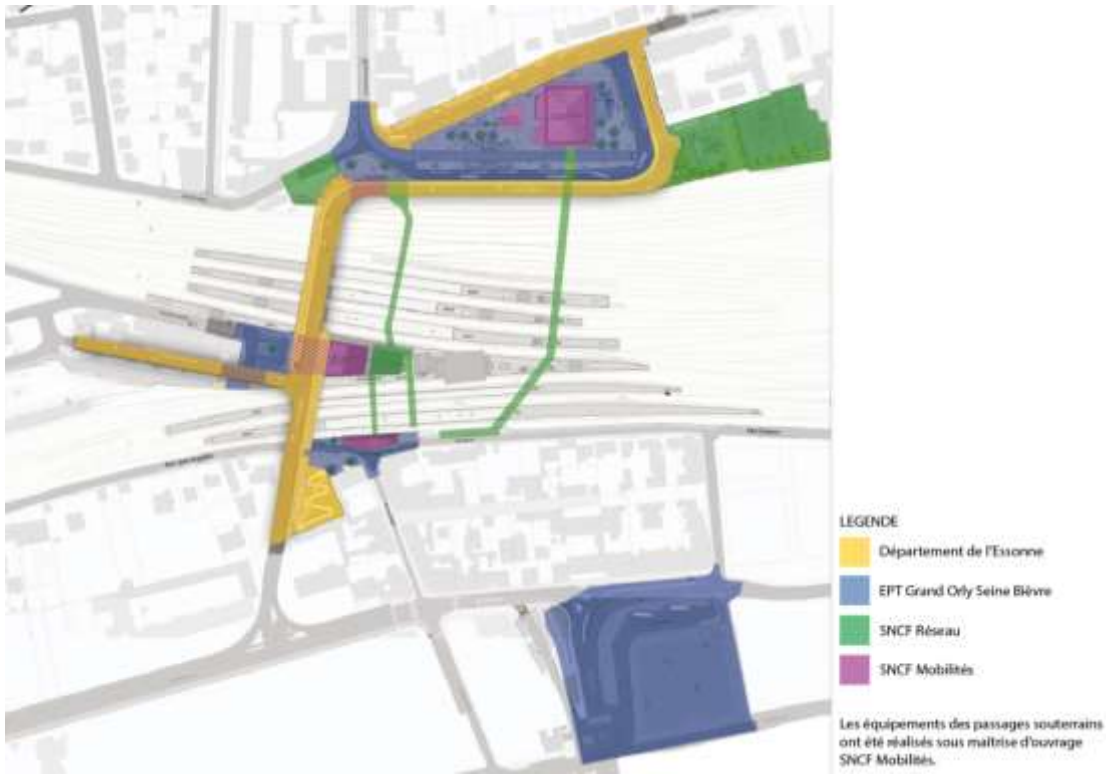 LEGENDE
Département de l'Essonne
EPT Grand Orly Seine Bièvre
SNCF Réseau
SNCF Mobilités
Les équipements des passages souterrains
ont été réalisés sous maîtrise d'ouvrage
SNCF Mobilités.